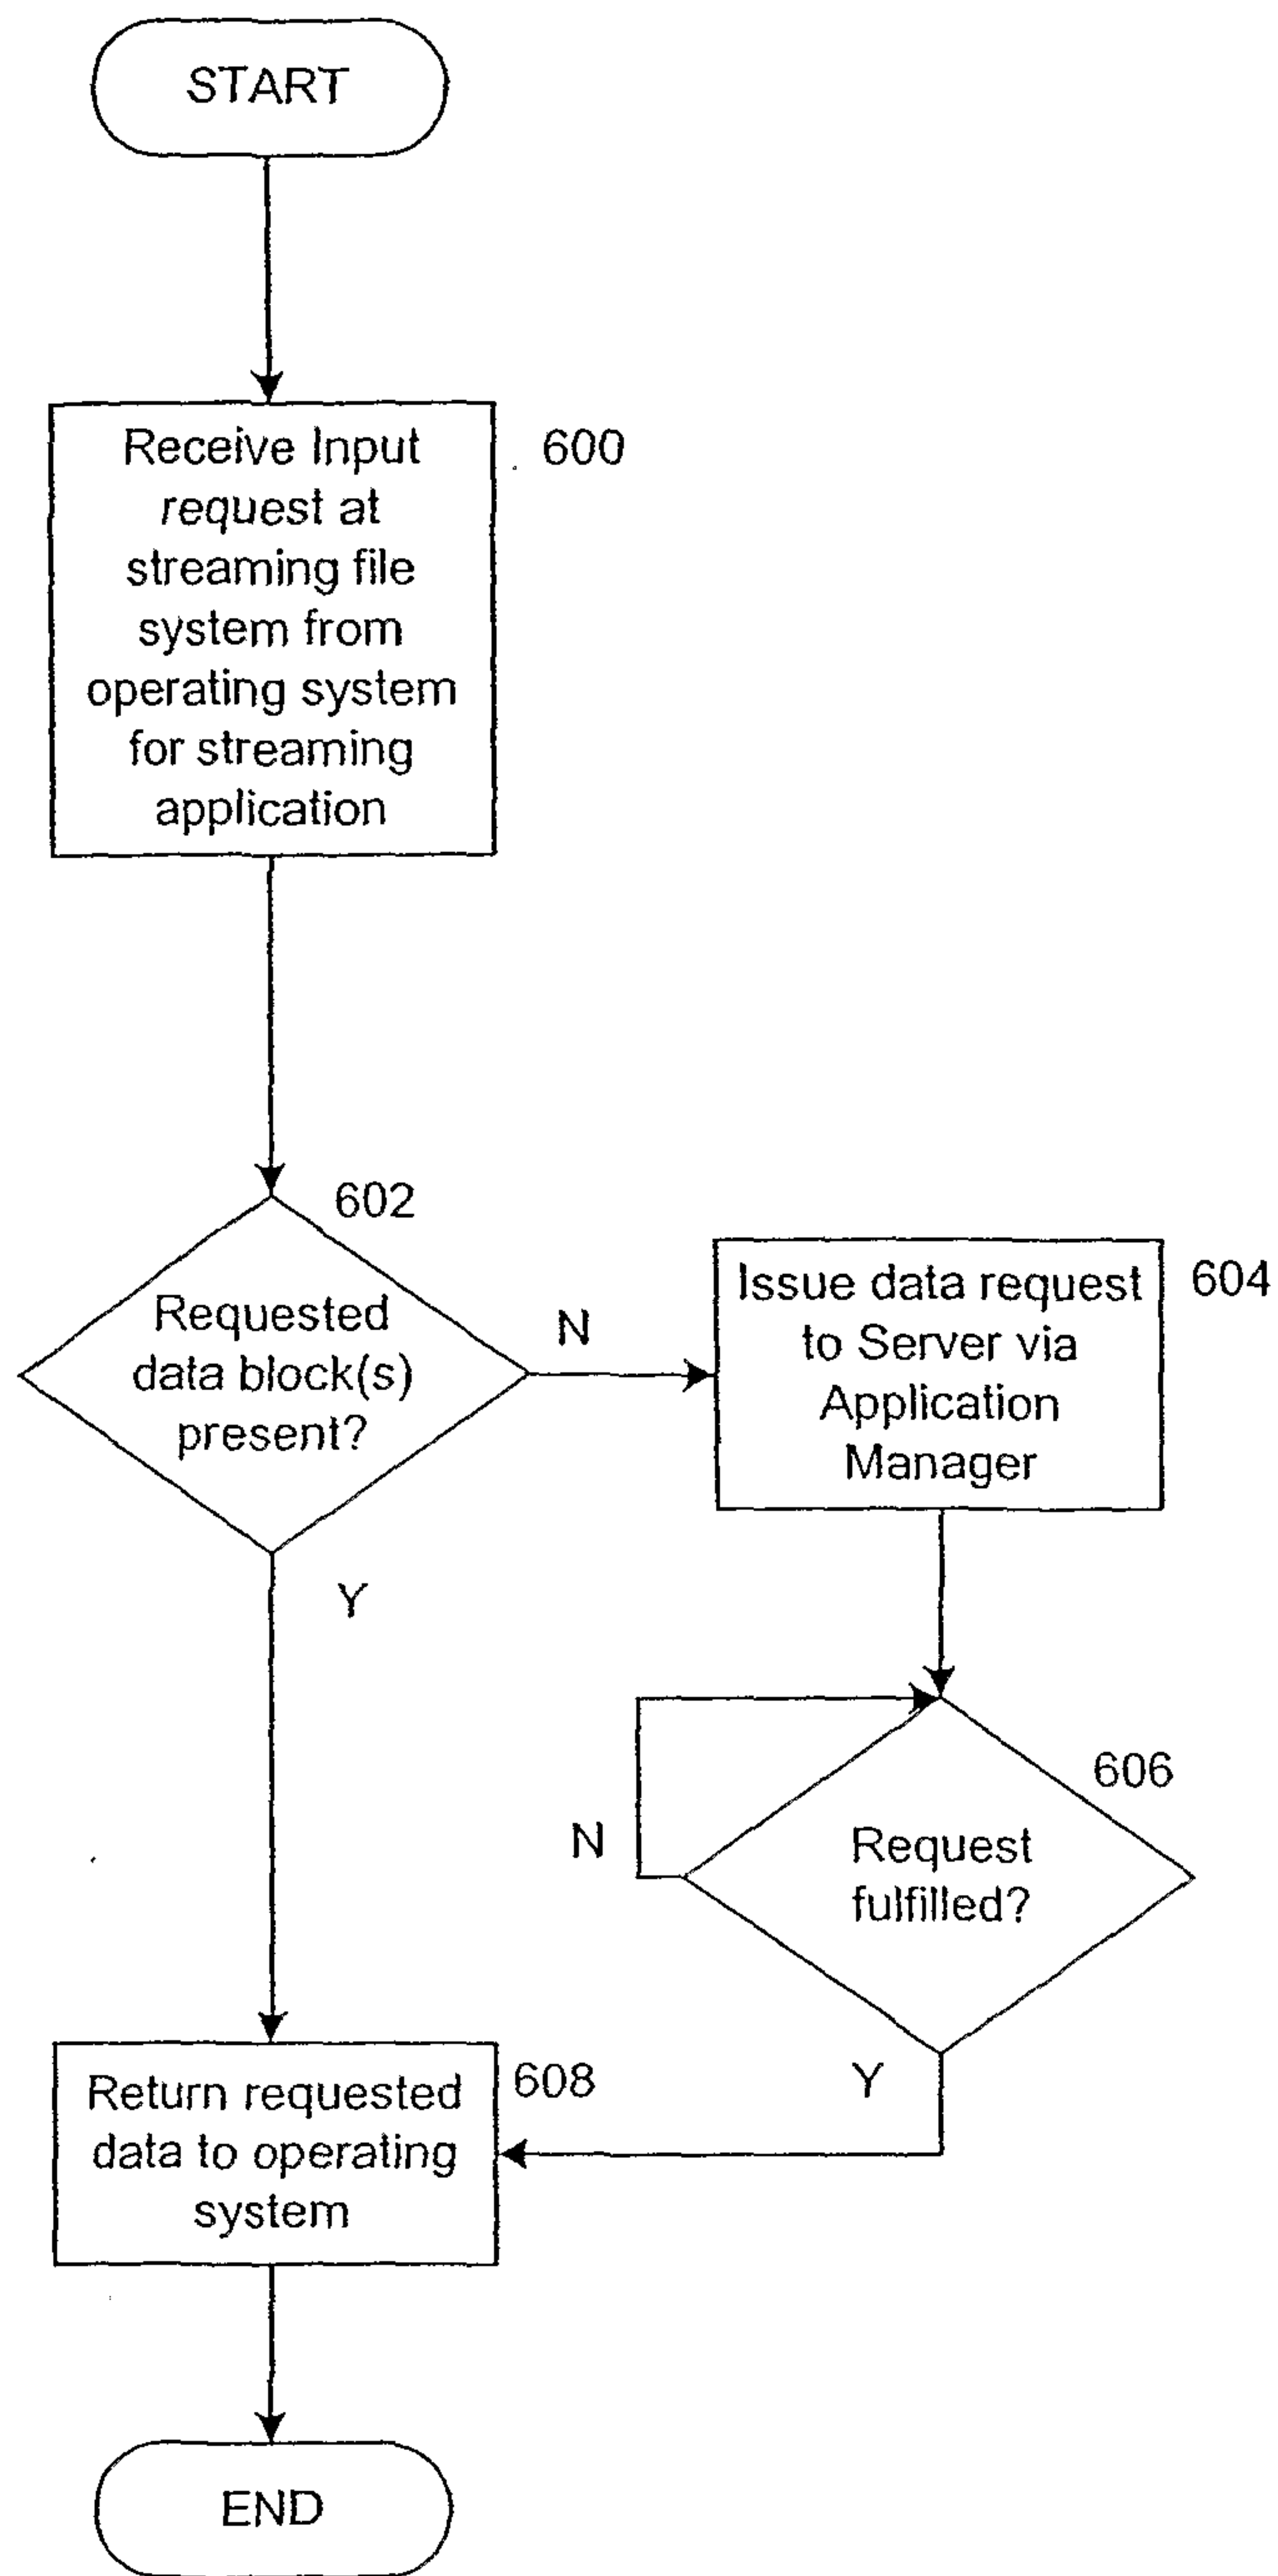 START
Receive Input
request at
streaming file
system from
operating system
for streaming
application
600
602
Requested
data block(s)
present?
N
Y
Issue data request
to Server via
Application
Manager
604
606
Request
fulfilled?
N
Y
Return requested
data to operating
system
608
END